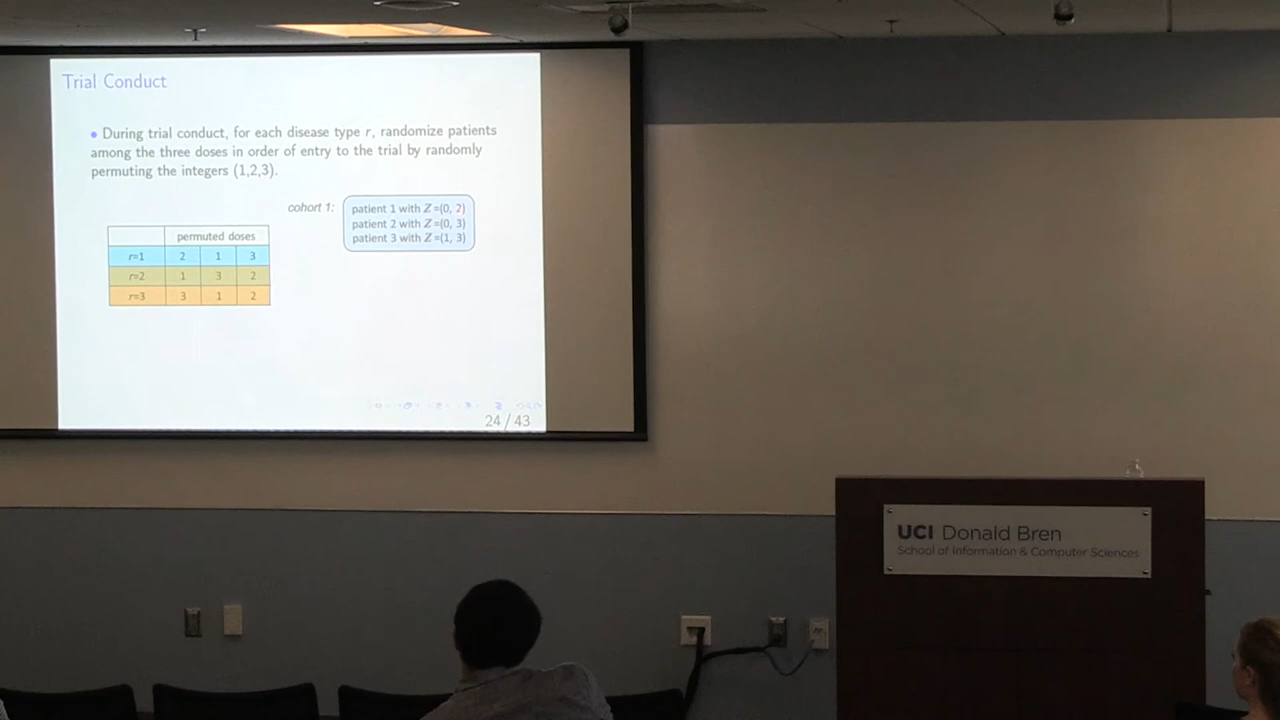 Trial Conduct
• During trial conduct, for each disease type r, randomize patients
among the three doses in order of entry to the trial by randomly
permuting the integers (1,2,3).
cohort 1:
patient 1 with Z =(0, 2)
patient 2 with Z =(0, 3)
patient 3 with Z =(1, 3)
permuted doses
r=1 2 1 3
r=2 1 3 2
r=3 3 1 2
24 / 43
UCI Donald Bren
School of Information & Computer Sciences